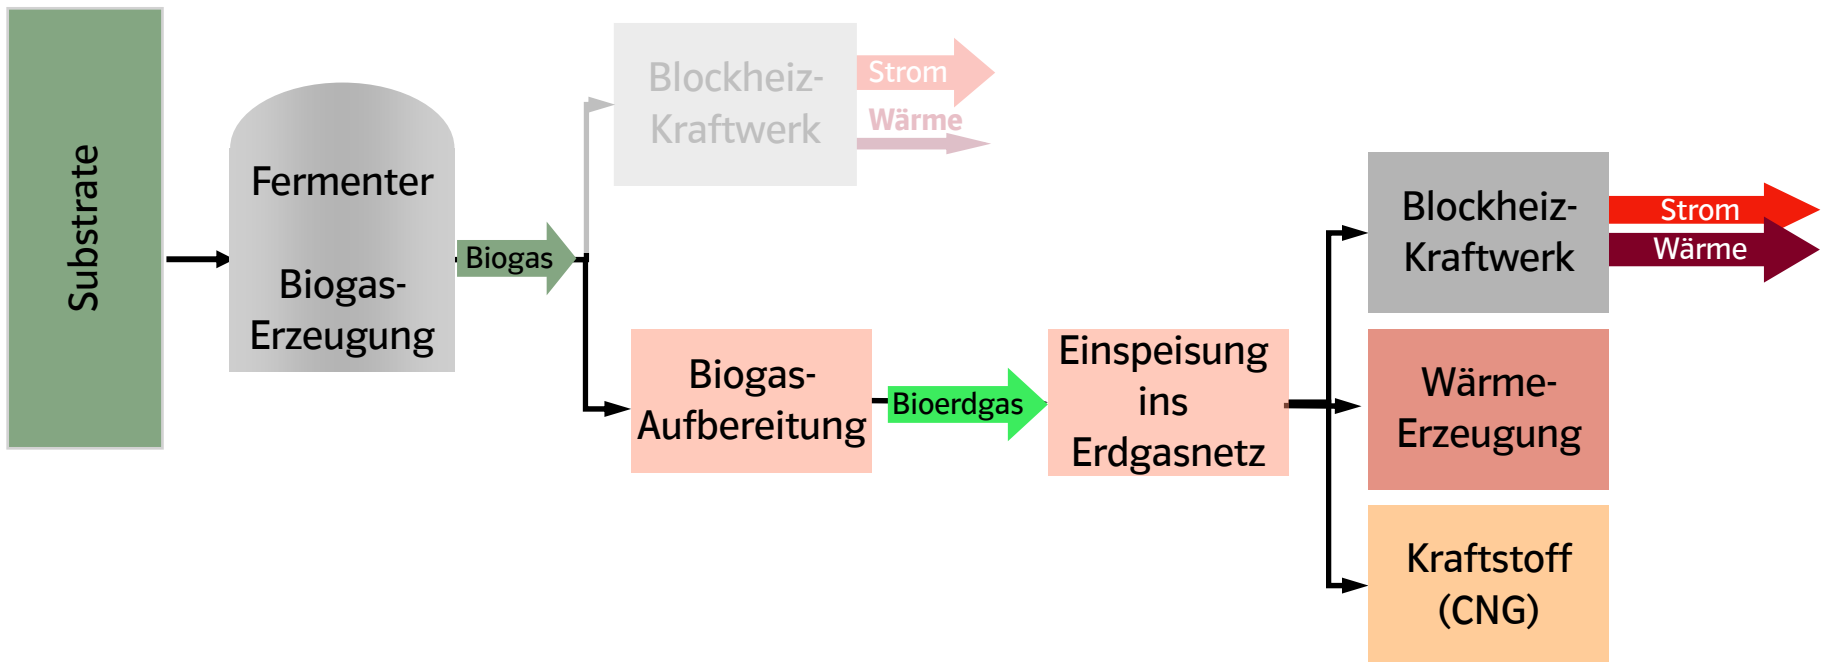 Substrate
Fermenter
Biogas-
Erzeugung
Biogas
Blockheiz-
Kraftwerk
Strom
Wärme
Biogas-
Aufbereitung
Bioerdgas
Einspeisung
ins
Erdgasnetz
Blockheiz-
Kraftwerk
Strom
Wärme
Wärme-
Erzeugung
Kraftstoff
(CNG)